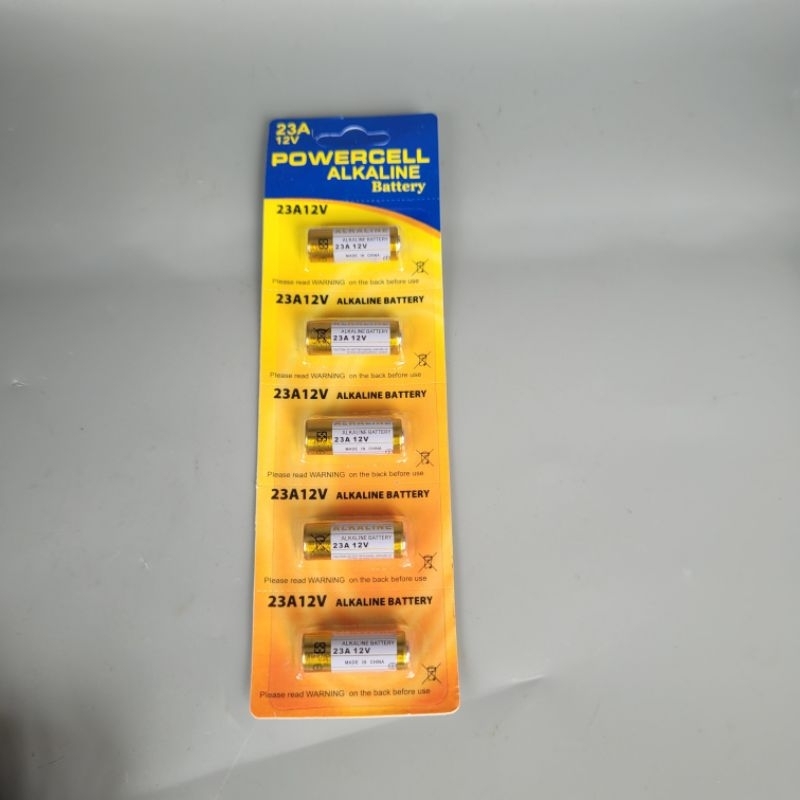 23A
12V
POWERCELL
ALKALINE
Battery
23A12V
ALKALINE
ALKALINE BATTERY
23A 12V
MADE IN CHINA
Please read WARNING on the back before use
23A12V ALKALINE BATTERY
ALKALINE
ALKALINE BATTERY
23A 12V
Please read WARNING on the back before use
23A12V ALKALINE BATTERY
ALKALINE
ALKALINE BATTERY
23A 12V
MADE IN CHINA
Please read WARNING on the back before use
23A12V ALKALINE BATTERY
ALKALINE
ALKALINE BATTERY
23A 12V
Please read WARNING on the back before use
23A12V ALKALINE BATTERY
ALKALINE BATTERY
23A 12V
MADE IN CHINA
Please read WARNING on the back before use